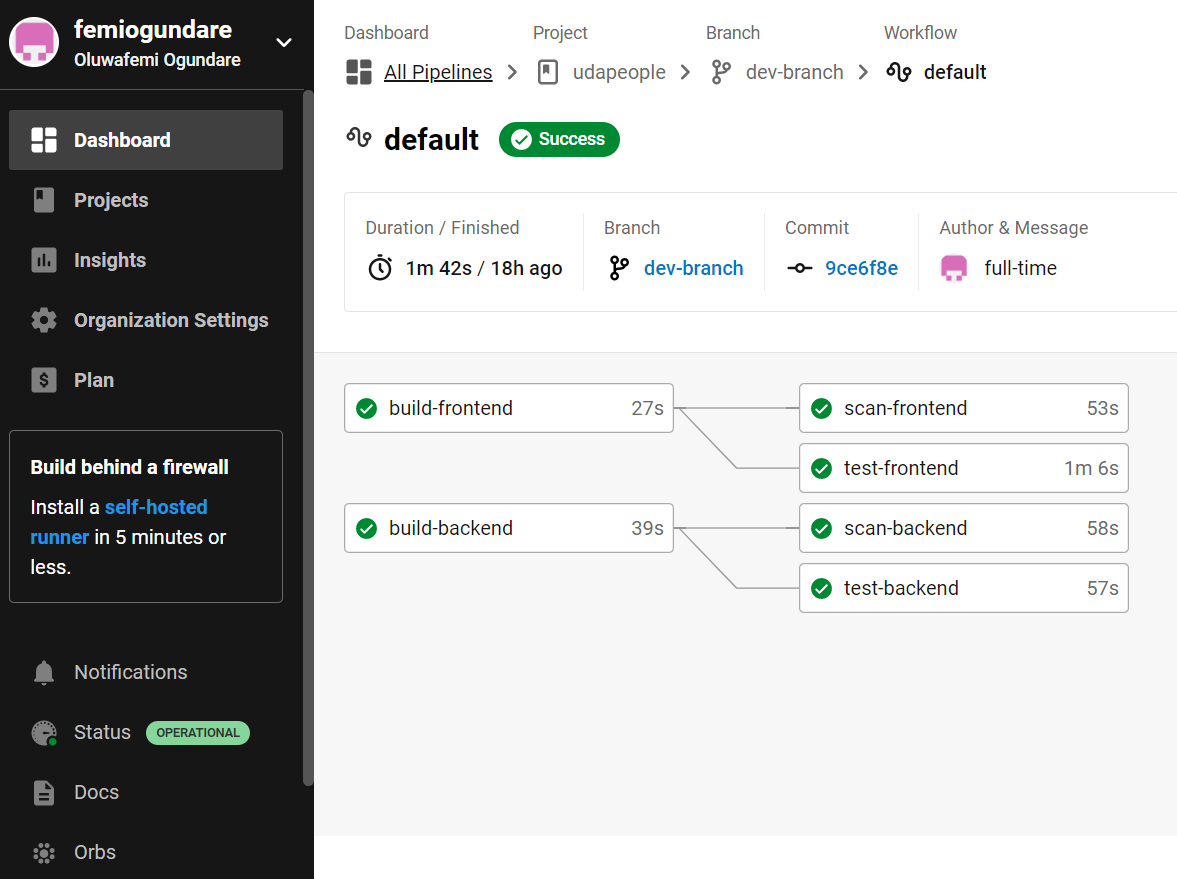 femiogundare
Oluwafemi Ogundare
Dashboard
Projects
Insights
Organization Settings
Plan
Build behind a firewall
Install a self-hosted
runner in 5 minutes or
less.
Notifications
Status OPERATIONAL
Docs
Orbs
Dashboard Project Branch Workflow
All Pipelines udapeople dev-branch default
default Success
Duration / Finished Branch Commit Author & Message
1m 42s / 18h ago dev-branch 9ce6f8e full-time
build-frontend 27s scan-frontend 53s
test-frontend 1m 6s
build-backend 39s scan-backend 58s
test-backend 57s